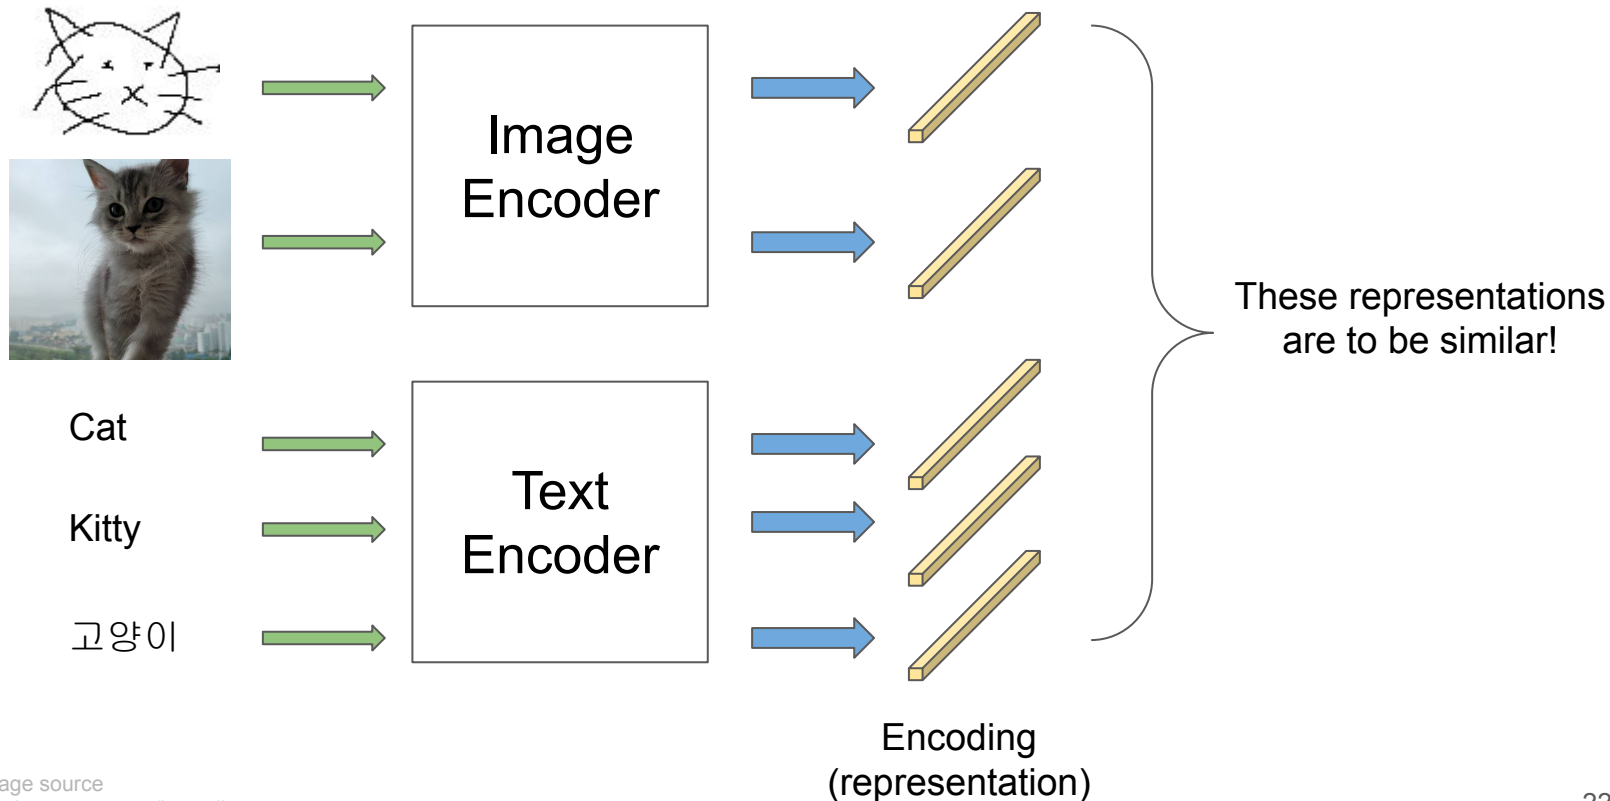 Image
Encoder
Cat
Kitty
고양이
Text
Encoder
These representations
are to be similar!
Encoding
(representation)
age source